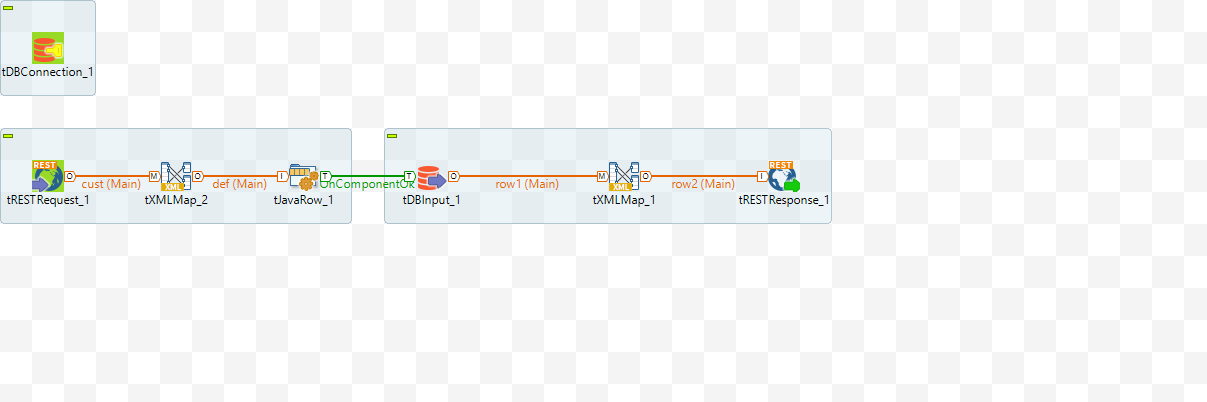 tDBConnection_1
REST
REST
O
cust (Main)
M
XML
O
def (Main)
I
T
OnComponentOk
T
O
row1 (Main)
M
XML
O
row2 (Main)
I
tRESTRequest_1
tXMLMap_2
tJavaRow_1
tDBInput_1
tXMLMap_1
tRESTResponse_1